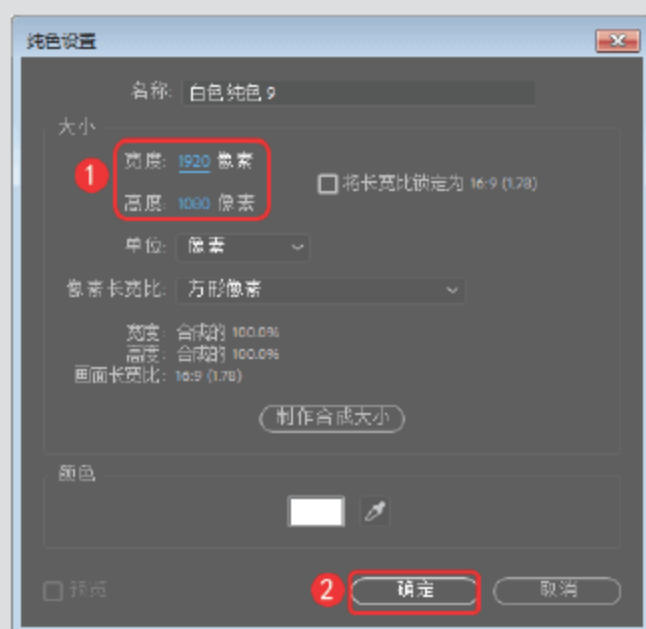 纯色设置
名称: 白色 纯色 9
大小
1 宽度: 1920 像素
将长宽比锁定为 16:9 (1.78)
高度: 1080 像素
单位: 像素
像素长宽比: 方形像素
宽度: 合成的 100.0%
高度: 合成的 100.0%
画面长宽比: 16:9 (1.78)
制作合成大小
颜色
预览 2 确定 取消